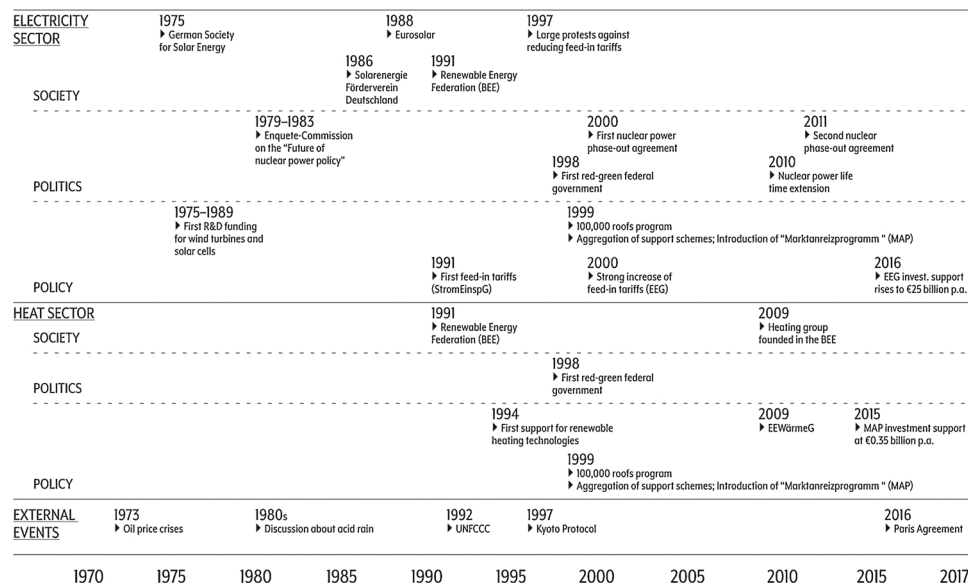 ELECTRICITY
SECTOR
1975
German Society
for Solar Energy
1988
Eurosolar
1997
Large protests against
reducing feed-in tariffs
1986
Solarenergie
Förderverein
Deutschland
1991
Renewable Energy
Federation (BEE)
SOCIETY
1979–1983
Enquete-Commission
on the "Future of
nuclear power policy"
2000
First nuclear power
phase-out agreement
2011
Second nuclear
phase-out agreement
1998
First red-green federal
government
2010
Nuclear power life
time extension
POLITICS
1975–1989
First R&D funding
for wind turbines and
solar cells
1999
100,000 roofs program
Aggregation of support schemes; Introduction of "Marktanreizprogramm " (MAP)
1991
First feed-in tariffs
(StromEinspG)
2000
Strong increase of
feed-in tariffs (EEG)
2016
EEG invest. support
rises to €25 billion p.a.
POLICY
HEAT SECTOR
SOCIETY
1991
Renewable Energy
Federation (BEE)
2009
Heating group
founded in the BEE
POLITICS
1998
First red-green federal
government
1994
First support for renewable
heating technologies
2009
EEWärmeG
2015
MAP investment support
at €0.35 billion p.a.
1999
100,000 roofs program
Aggregation of support schemes; Introduction of "Marktanreizprogramm " (MAP)
POLICY
EXTERNAL
EVENTS
1973
Oil price crises
1980s
Discussion about acid rain
1992
UNFCCC
1997
Kyoto Protocol
2016
Paris Agreement
1970 1975 1980 1985 1990 1995 2000 2005 2010 2015 2017